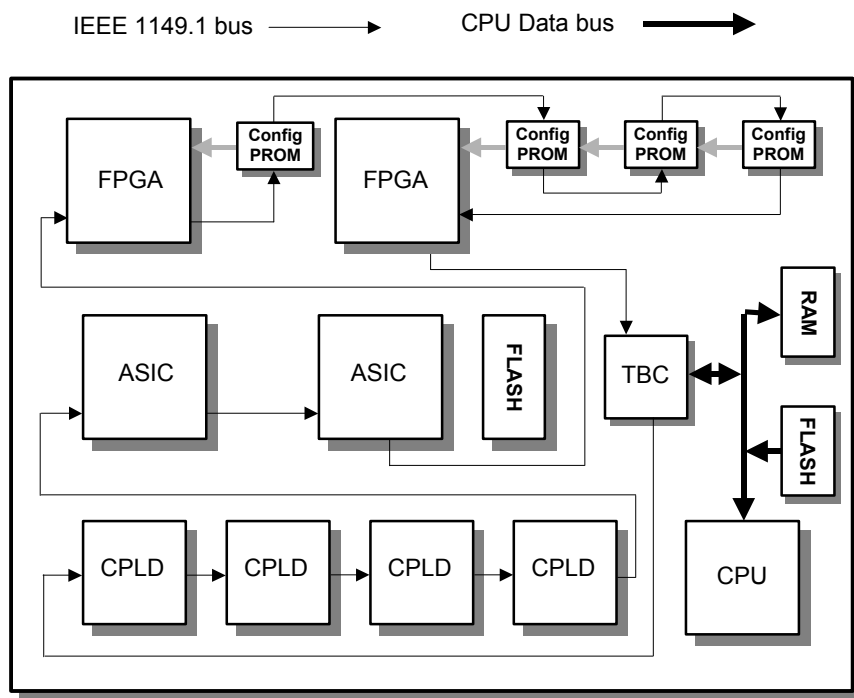 IEEE 1149.1 bus
CPU Data bus
Config
PROM
Config
PROM
Config
PROM
Config
PROM
FPGA
FPGA
RAM
ASIC
ASIC
FLASH
TBC
FLASH
CPLD
CPLD
CPLD
CPLD
CPU